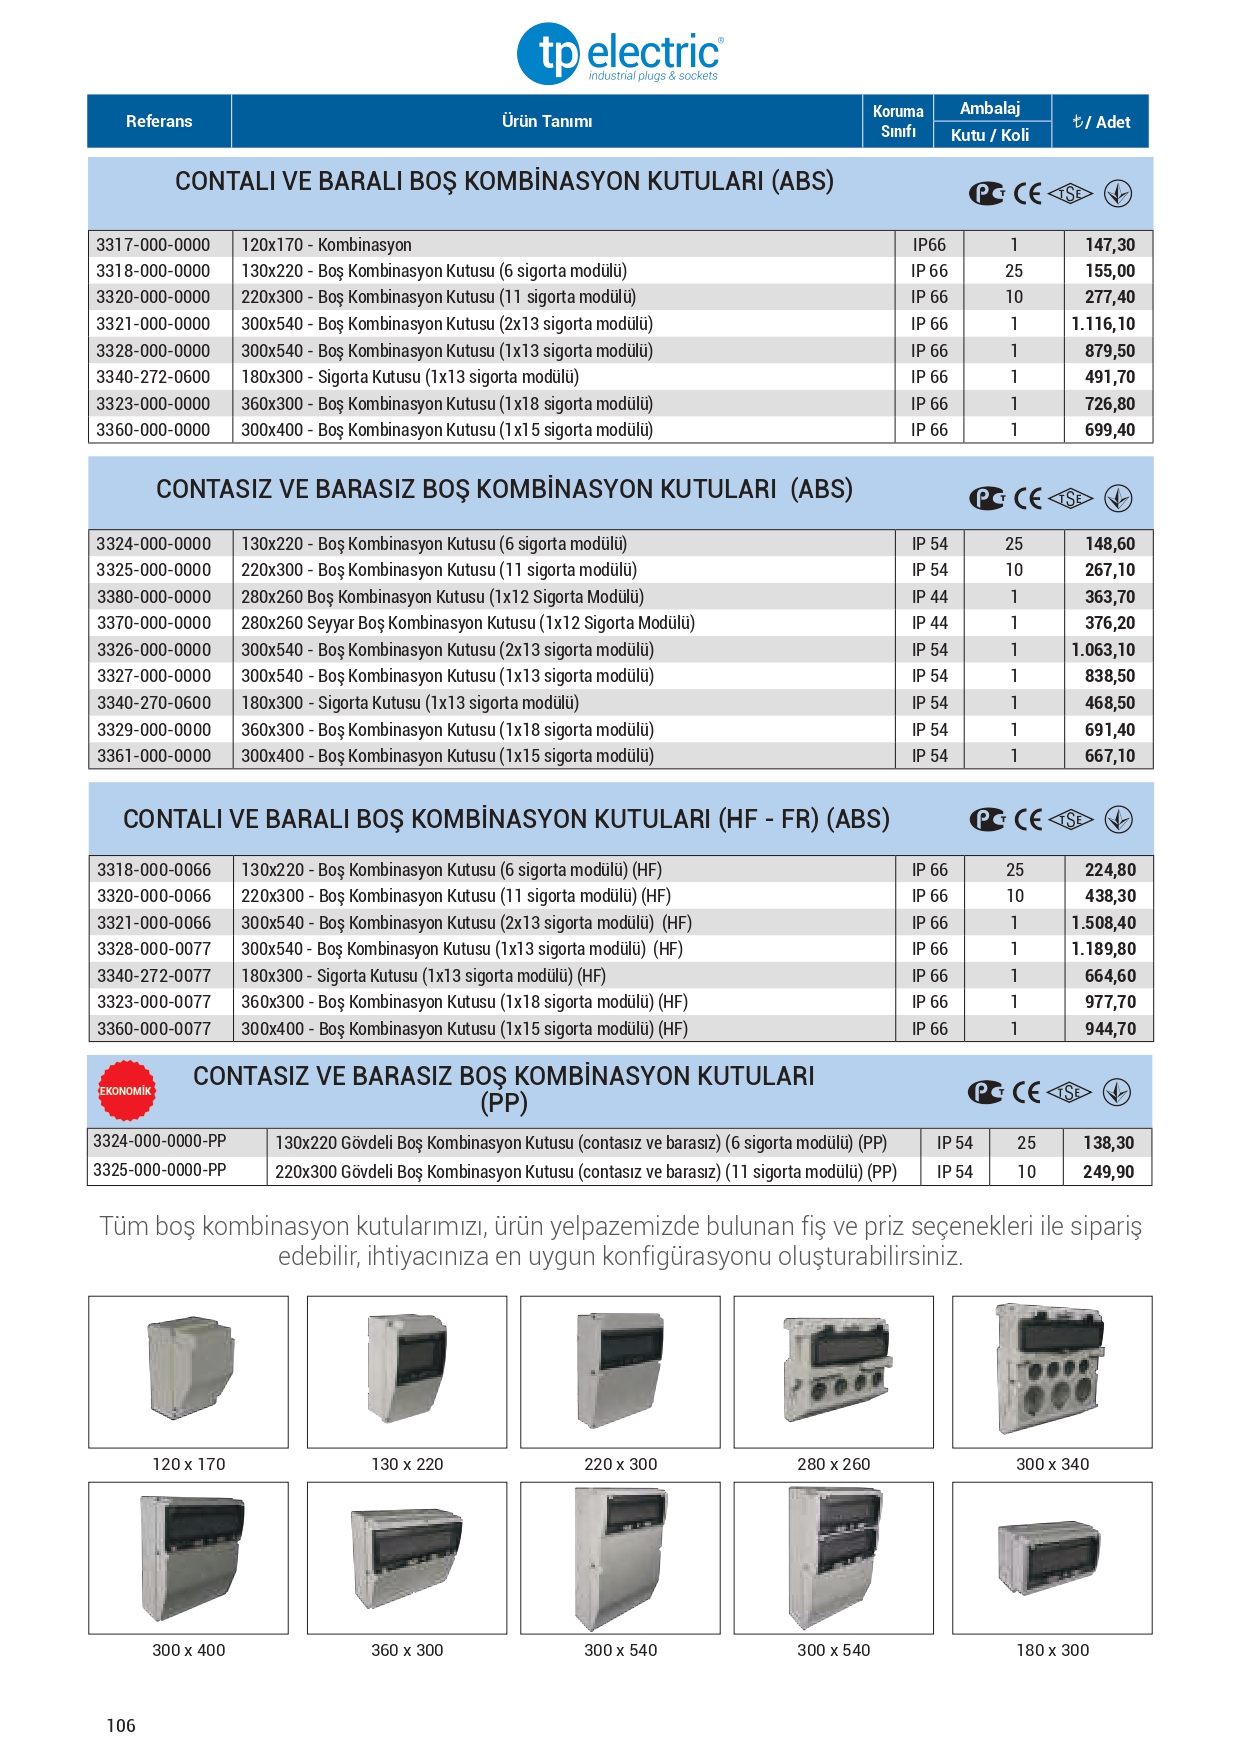 tp electric®
industrial plugs & sockets
Referans Ürün Tanımı Koruma Sınıfı Ambalaj Kutu / Koli ₺/ Adet
CONTALI VE BARALI BOŞ KOMBİNASYON KUTULARI (ABS)
3317-000-0000 120x170 - Kombinasyon IP66 1 147,30
3318-000-0000 130x220 - Boş Kombinasyon Kutusu (6 sigorta modülü) IP 66 25 155,00
3320-000-0000 220x300 - Boş Kombinasyon Kutusu (11 sigorta modülü) IP 66 10 277,40
3321-000-0000 300x540 - Boş Kombinasyon Kutusu (2x13 sigorta modülü) IP 66 1 1.116,10
3328-000-0000 300x540 - Boş Kombinasyon Kutusu (1x13 sigorta modülü) IP 66 1 879,50
3340-272-0600 180x300 - Sigorta Kutusu (1x13 sigorta modülü) IP 66 1 491,70
3323-000-0000 360x300 - Boş Kombinasyon Kutusu (1x18 sigorta modülü) IP 66 1 726,80
3360-000-0000 300x400 - Boş Kombinasyon Kutusu (1x15 sigorta modülü) IP 66 1 699,40
CONTASIZ VE BARASIZ BOŞ KOMBİNASYON KUTULARI (ABS)
3324-000-0000 130x220 - Boş Kombinasyon Kutusu (6 sigorta modülü) IP 54 25 148,60
3325-000-0000 220x300 - Boş Kombinasyon Kutusu (11 sigorta modülü) IP 54 10 267,10
3380-000-0000 280x260 Boş Kombinasyon Kutusu (1x12 Sigorta Modülü) IP 44 1 363,70
3370-000-0000 280x260 Seyyar Boş Kombinasyon Kutusu (1x12 Sigorta Modülü) IP 44 1 376,20
3326-000-0000 300x540 - Boş Kombinasyon Kutusu (2x13 sigorta modülü) IP 54 1 1.063,10
3327-000-0000 300x540 - Boş Kombinasyon Kutusu (1x13 sigorta modülü) IP 54 1 838,50
3340-270-0600 180x300 - Sigorta Kutusu (1x13 sigorta modülü) IP 54 1 468,50
3329-000-0000 360x300 - Boş Kombinasyon Kutusu (1x18 sigorta modülü) IP 54 1 691,40
3361-000-0000 300x400 - Boş Kombinasyon Kutusu (1x15 sigorta modülü) IP 54 1 667,10
CONTALI VE BARALI BOŞ KOMBİNASYON KUTULARI (HF - FR) (ABS)
3318-000-0066 130x220 - Boş Kombinasyon Kutusu (6 sigorta modülü) (HF) IP 66 25 224,80
3320-000-0066 220x300 - Boş Kombinasyon Kutusu (11 sigorta modülü) (HF) IP 66 10 438,30
3321-000-0066 300x540 - Boş Kombinasyon Kutusu (2x13 sigorta modülü) (HF) IP 66 1 1.508,40
3328-000-0077 300x540 - Boş Kombinasyon Kutusu (1x13 sigorta modülü) (HF) IP 66 1 1.189,80
3340-272-0077 180x300 - Sigorta Kutusu (1x13 sigorta modülü) (HF) IP 66 1 664,60
3323-000-0077 360x300 - Boş Kombinasyon Kutusu (1x18 sigorta modülü) (HF) IP 66 1 977,70
3360-000-0077 300x400 - Boş Kombinasyon Kutusu (1x15 sigorta modülü) (HF) IP 66 1 944,70
EKONOMİK
CONTASIZ VE BARASIZ BOŞ KOMBİNASYON KUTULARI
(PP)
3324-000-0000-PP 130x220 Gövdeli Boş Kombinasyon Kutusu (contasız ve barasız) (6 sigorta modülü) (PP) IP 54 25 138,30
3325-000-0000-PP 220x300 Gövdeli Boş Kombinasyon Kutusu (contasız ve barasız) (11 sigorta modülü) (PP) IP 54 10 249,90
Tüm boş kombinasyon kutularımızı, ürün yelpazemizde bulunan fiş ve priz seçenekleri ile sipariş
edebilir, ihtiyacınıza en uygun konfigürasyonu oluşturabilirsiniz.
120 x 170 130 x 220 220 x 300 280 x 260 300 x 340
300 x 400 360 x 300 300 x 540 300 x 540 180 x 300
106